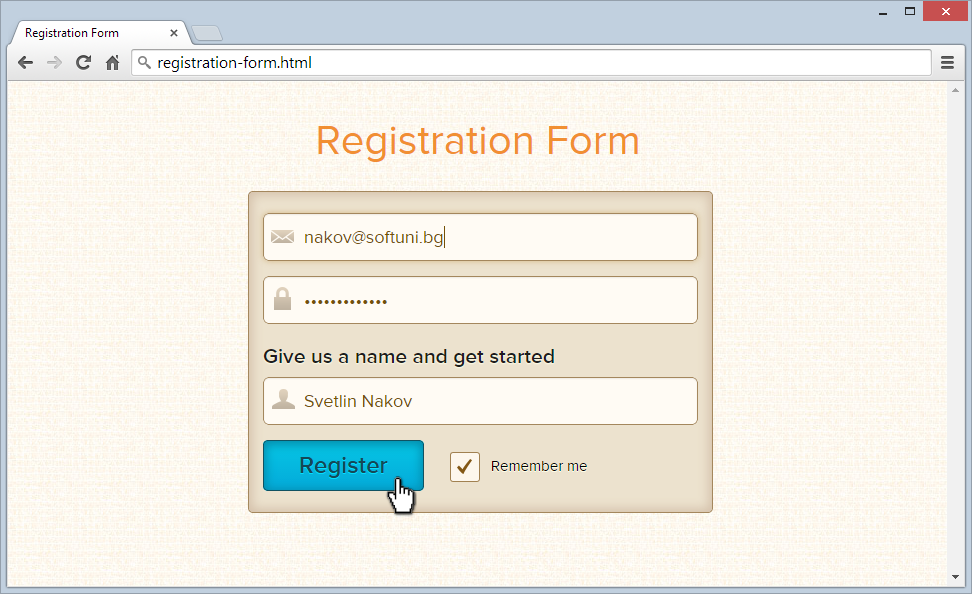 Registration Form
registration-form.html
Registration Form
nakov@softuni.bg
•••••••••••••
Give us a name and get started
Svetlin Nakov
Register
Remember me